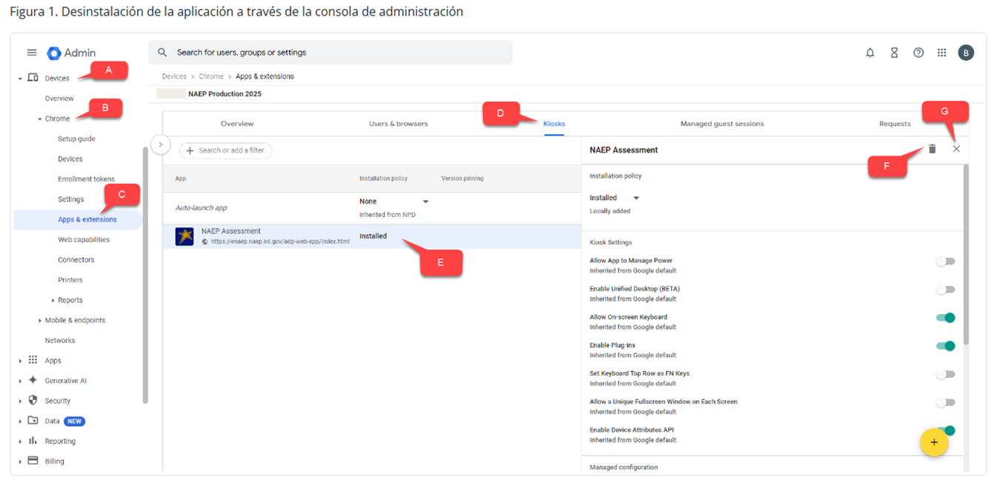 Figura 1. Desinstalación de la aplicación a través de la consola de administración
Admin
Search for users, groups or settings
B
Devices
A
Devices > Chrome > Apps & extensions
Overview
NAEP Production 2025
Chrome
B
D
G
Overview
Users & browsers
Kiosks
Managed guest sessions
Requests
Setup guide
Devices
Search or add a filter
NAEP Assessment
F
Enrollment tokens
App
Installation policy
Version pinning
Installation policy
Settings
C
Auto-launch app
None
Inherited from NPD
Installed
Locally added
Apps & extensions
NAEP Assessment
https://enaep.naep.ed.gov/adp-web-app/index.html
Installed
E
Web capabilities
Connectors
Printers
Reports
Mobile & endpoints
Networks
Apps
Generative AI
Security
Data NEW
Reporting
Billing
Kiosk Settings
Allow App to Manage Power
Inherited from Google default
Enable Unified Desktop (BETA)
Inherited from Google default
Allow On-screen Keyboard
Inherited from Google default
Enable Plug-ins
Inherited from Google default
Set Keyboard Top Row as FN Keys
Inherited from Google default
Allow a Unique Fullscreen Window on Each Screen
Inherited from Google default
Enable Device Attributes API
Inherited from Google default
Managed configuration